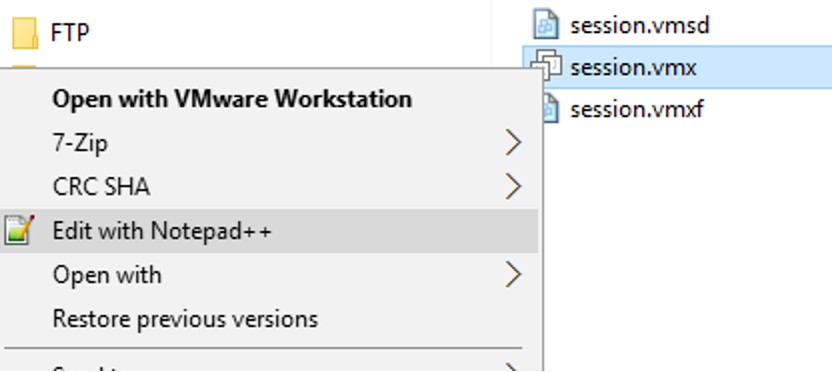 FTP
session.vmsd
session.vmx
session.vmxf
Open with VMware Workstation
7-Zip
CRC SHA
Edit with Notepad++
Open with
Restore previous versions